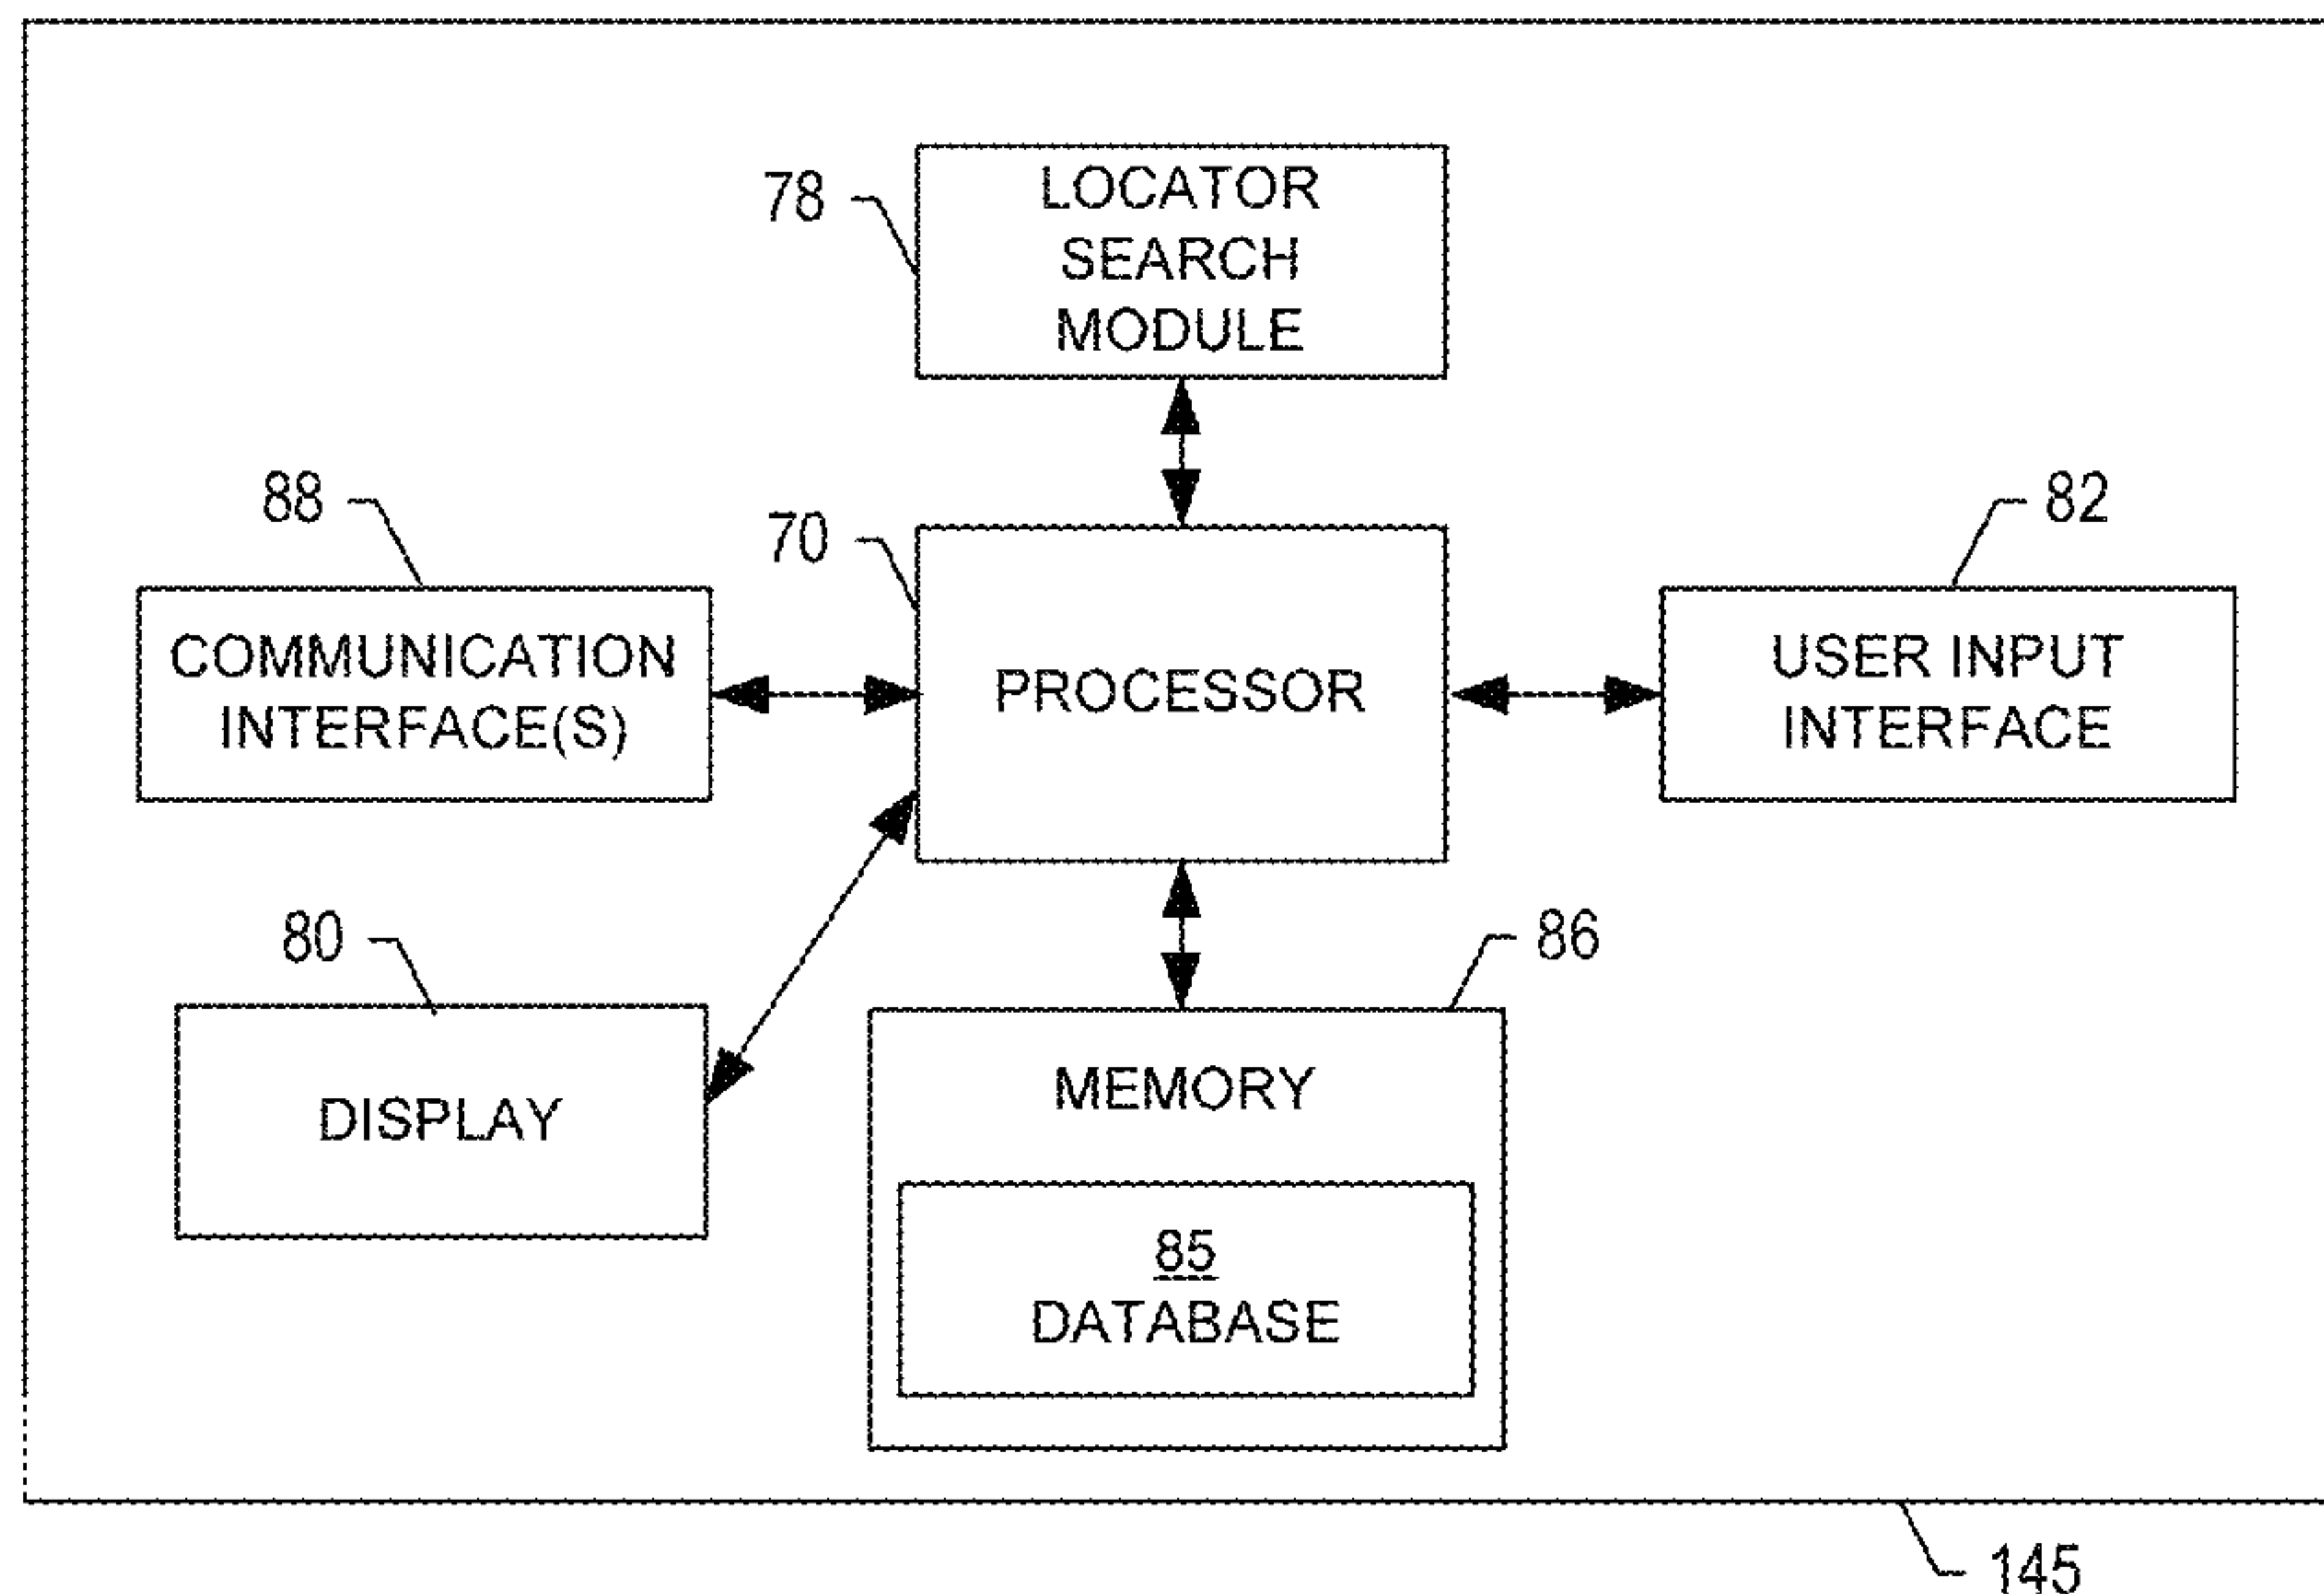 78
LOCATOR
SEARCH
MODULE
88
70
82
COMMUNICATION
INTERFACE(S)
PROCESSOR
USER INPUT
INTERFACE
80
86
DISPLAY
MEMORY
85
DATABASE
145